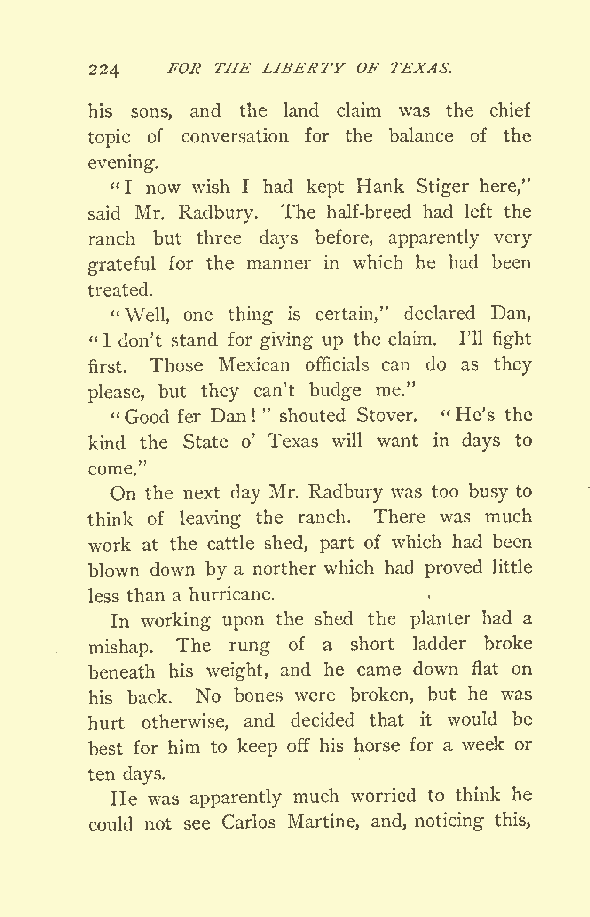 224 FOR THE LIBERTY OF TEXAS.
his sons, and the land claim was the chief
topic of conversation for the balance of the
evening.
"I now wish I had kept Hank Stiger here,"
said Mr. Radbury. The half-breed had left the
ranch but three days before, apparently very
grateful for the manner in which he had been
treated.
"Well, one thing is certain," declared Dan,
"I don't stand for giving up the claim. I'll fight
first. Those Mexican officials can do as they
please, but they can't budge me."
"Good fer Dan!" shouted Stover. "He's the
kind the State o' Texas will want in days to
come."
On the next day Mr. Radbury was too busy to
think of leaving the ranch. There was much
work at the cattle shed, part of which had been
blown down by a norther which had proved little
less than a hurricane.
In working upon the shed the planter had a
mishap. The rung of a short ladder broke
beneath his weight, and he came down flat on
his back. No bones were broken, but he was
hurt otherwise, and decided that it would be
best for him to keep off his horse for a week or
ten days.
He was apparently much worried to think he
could not see Carlos Martine, and, noticing this,